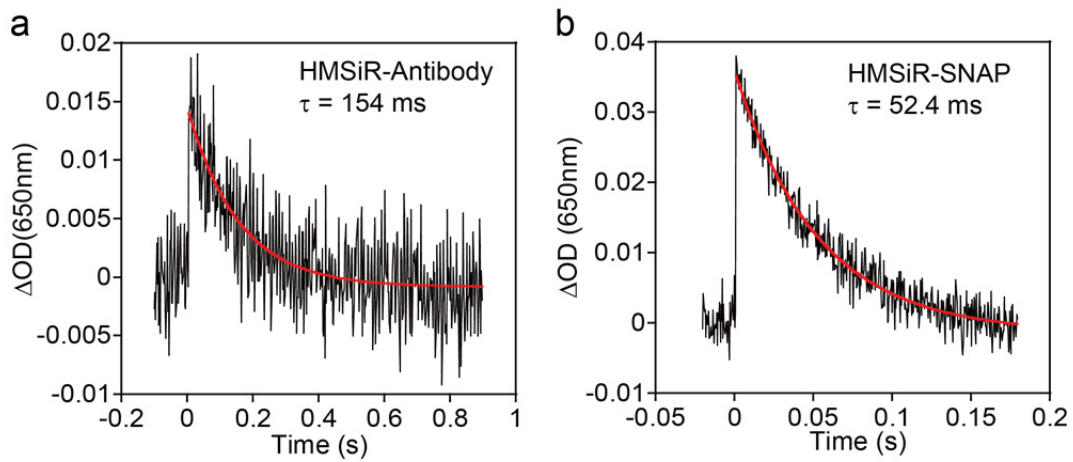 a
HMSiR-Antibody
τ = 154 ms
ΔOD(650nm)
0.02
0.015
0.01
0.005
0
-0.005
-0.01
-0.2
0
0.2
0.4
0.6
0.8
1
Time (s)
b
HMSiR-SNAP
τ = 52.4 ms
ΔOD (650nm)
0.04
0.03
0.02
0.01
0
-0.01
-0.05
0
0.05
0.1
0.15
0.2
Time (s)